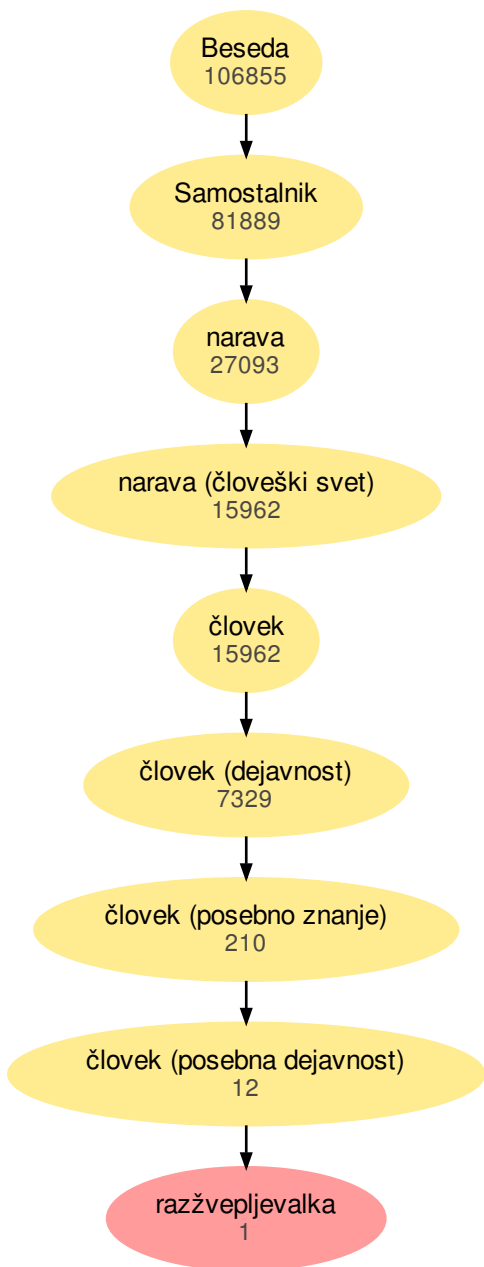 Beseda
106855
Samostalnik
81889
narava
27093
narava (človeški svet)
15962
človek
15962
človek (dejavnost)
7329
človek (posebno znanje)
210
človek (posebna dejavnost)
12
razžvepljevalka
1